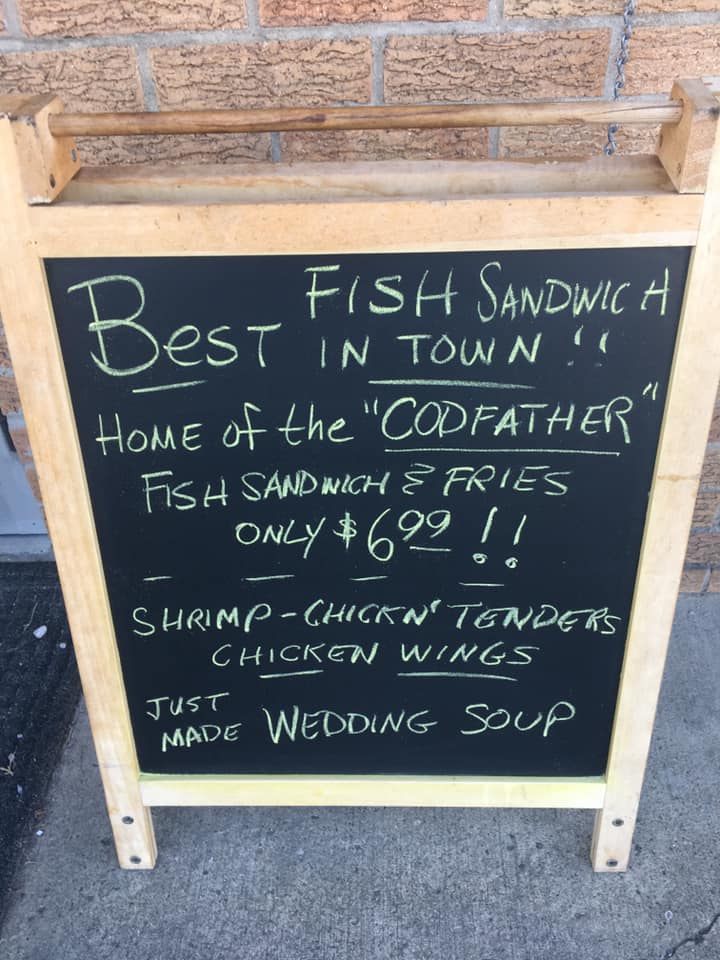 BEST FISH SANDWICH
IN TOWN !!
HOME of the "CODFATHER"
FISH SANDWICH & FRIES
ONLY $6.99 !!
SHRIMP - CHICKN' TENDERS
CHICKEN WINGS
JUST MADE WEDDING SOUP